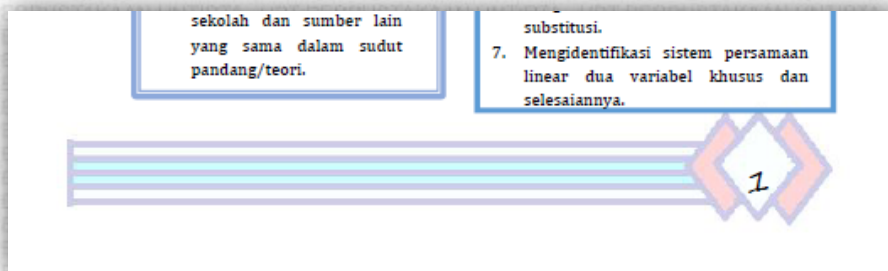 sekolah dan sumber lain
yang sama dalam sudut
pandang/teori.
substitusi.
7. Mengidentifikasi sistem persamaan
linear dua variabel khusus dan
selesaiannya.
1